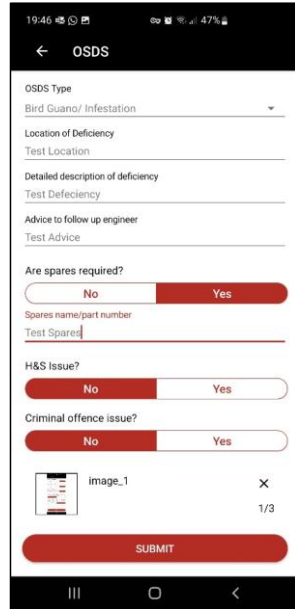 19:46
47%
OSDS
OSDS Type
Bird Guano/ Infestation
Location of Deficiency
Test Location
Detailed description of deficiency
Test Defeciency
Advice to follow up engineer
Test Advice
Are spares required?
No Yes
Spares name/part number
Test Spares
H&S Issue?
No Yes
Criminal offence issue?
No Yes
image_1
1/3
SUBMIT